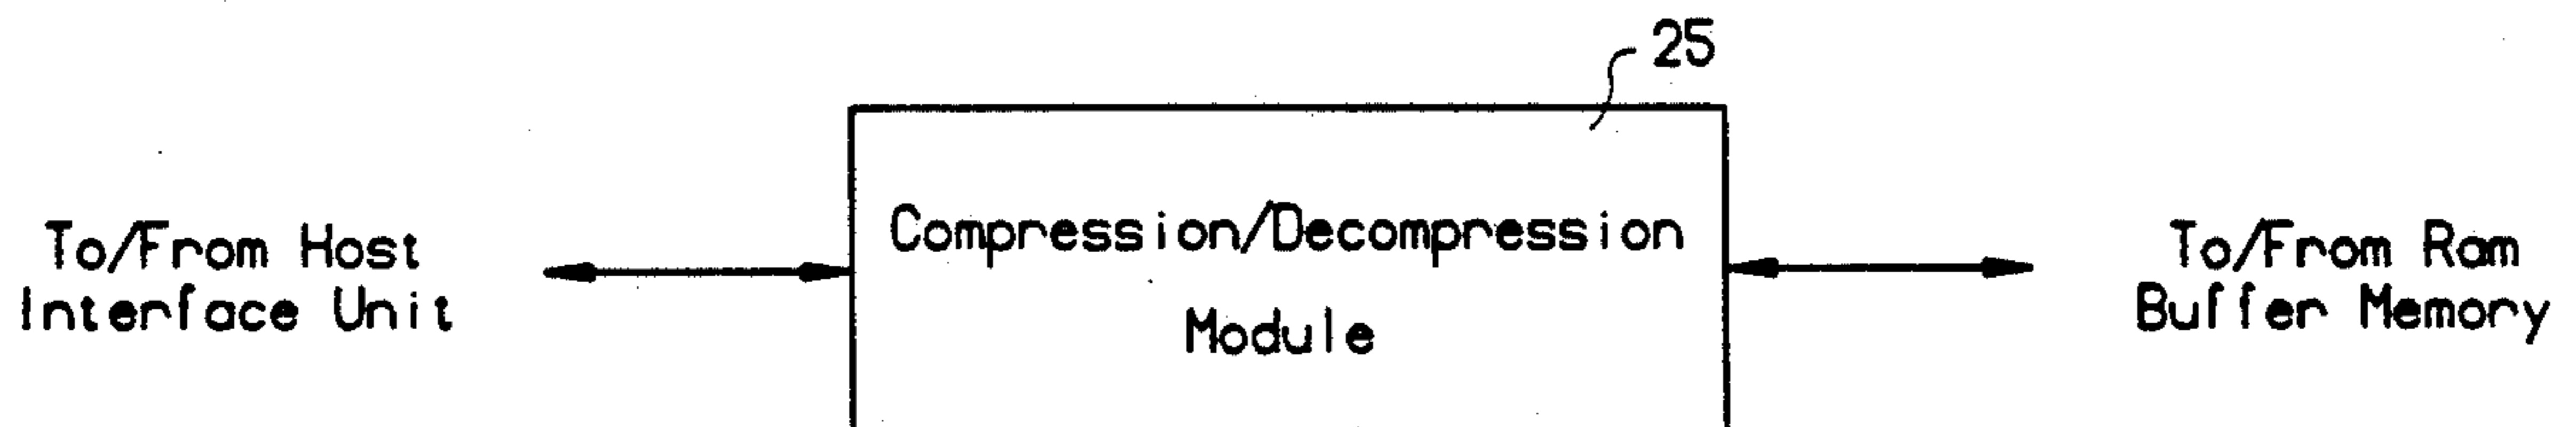 25
To/From Host
Interface Unit
Compression/Decompression
Module
To/From Ram
Buffer Memory